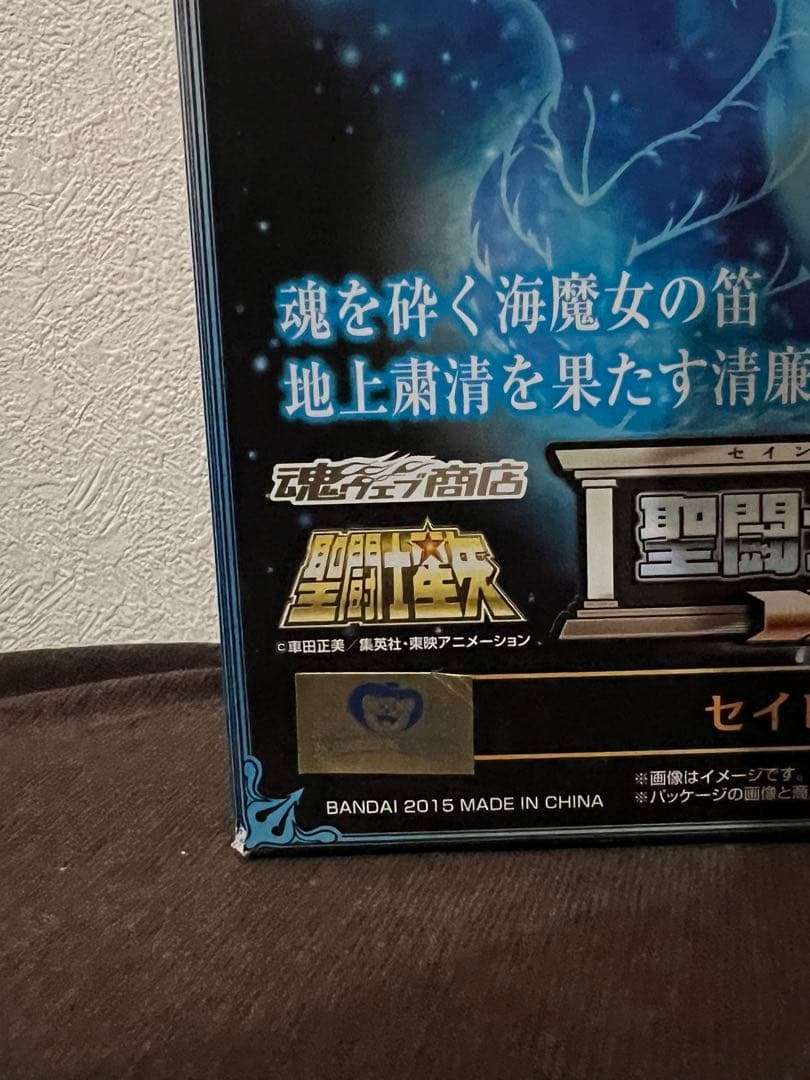 魂を砕く海魔女の笛
地上粛清を果たす清廉
魂ウェブ商店
セイン
聖闘士星矢
聖闘
©車田正美／集英社・東映アニメーション
セイ
※画像はイメージです。
※パッケージの画像と商
BANDAI 2015 MADE IN CHINA